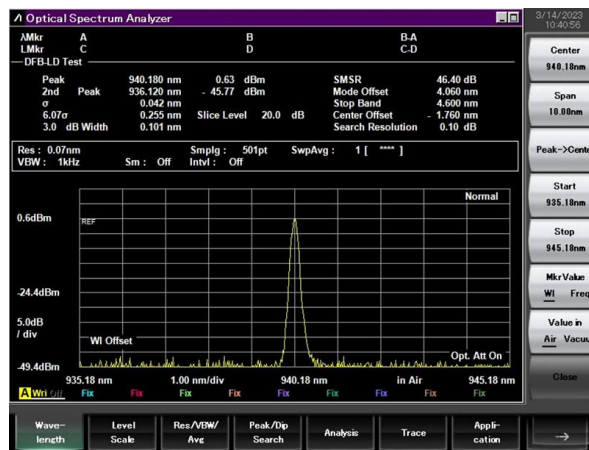 Optical Spectrum Analyzer
3/14/2023
10:40:56
λMkr A B B-A
LMkr C D C-D
DFB-LD Test
Peak 940.180 nm 0.63 dBm SMSR 46.40 dB
2nd Peak 936.120 nm - 45.77 dBm Mode Offset 4.060 nm
σ 0.042 nm Stop Band 4.600 nm
6.07σ 0.255 nm Slice Level 20.0 dB Center Offset - 1.760 nm
3.0 dB Width 0.101 nm Search Resolution 0.10 dB
Res : 0.07nm Smplg : 501pt SwpAvg : 1 [ **** ]
VBW : 1kHz Sm : Off Intvl : Off
Normal
0.6dBm
REF
-24.4dBm
5.0dB
/ div
Wl Offset
Opt. Att On
-49.4dBm
935.18 nm 1.00 nm/div 940.18 nm in Air 945.18 nm
A Wri Off Fix Fix Fix Fix Fix Fix Fix Fix Fix
Center
940.18nm
Span
10.00nm
Peak->Cente
Start
935.18nm
Stop
945.18nm
Mkr Value
Wl Freq
Value in
Air Vacuu
Close
Wave-
length
Level
Scale
Res/VBW/
Avg
Peak/Dip
Search
Analysis
Trace
Appli-
cation